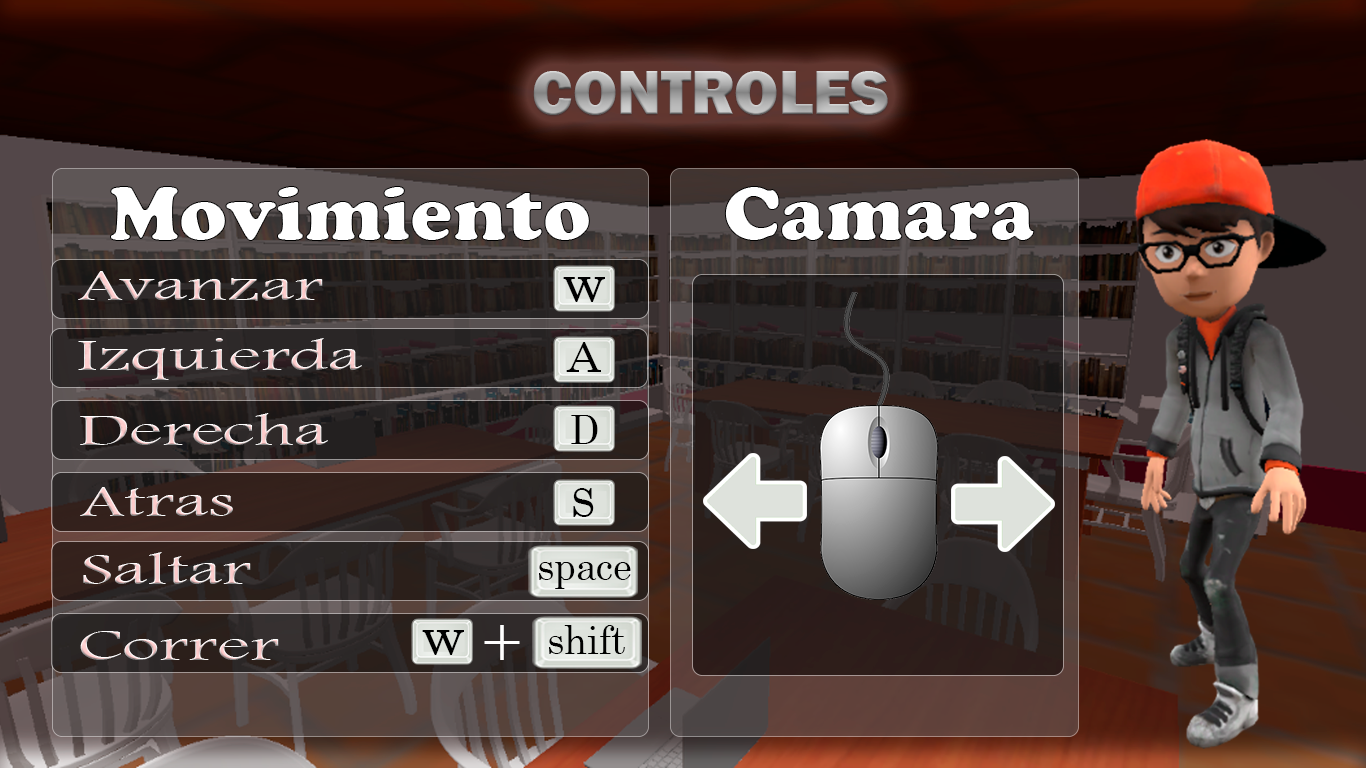 CONTROLES
Movimiento
Avanzar W
Izquierda A
Derecha D
Atras S
Saltar space
Correr W + shift
Camara